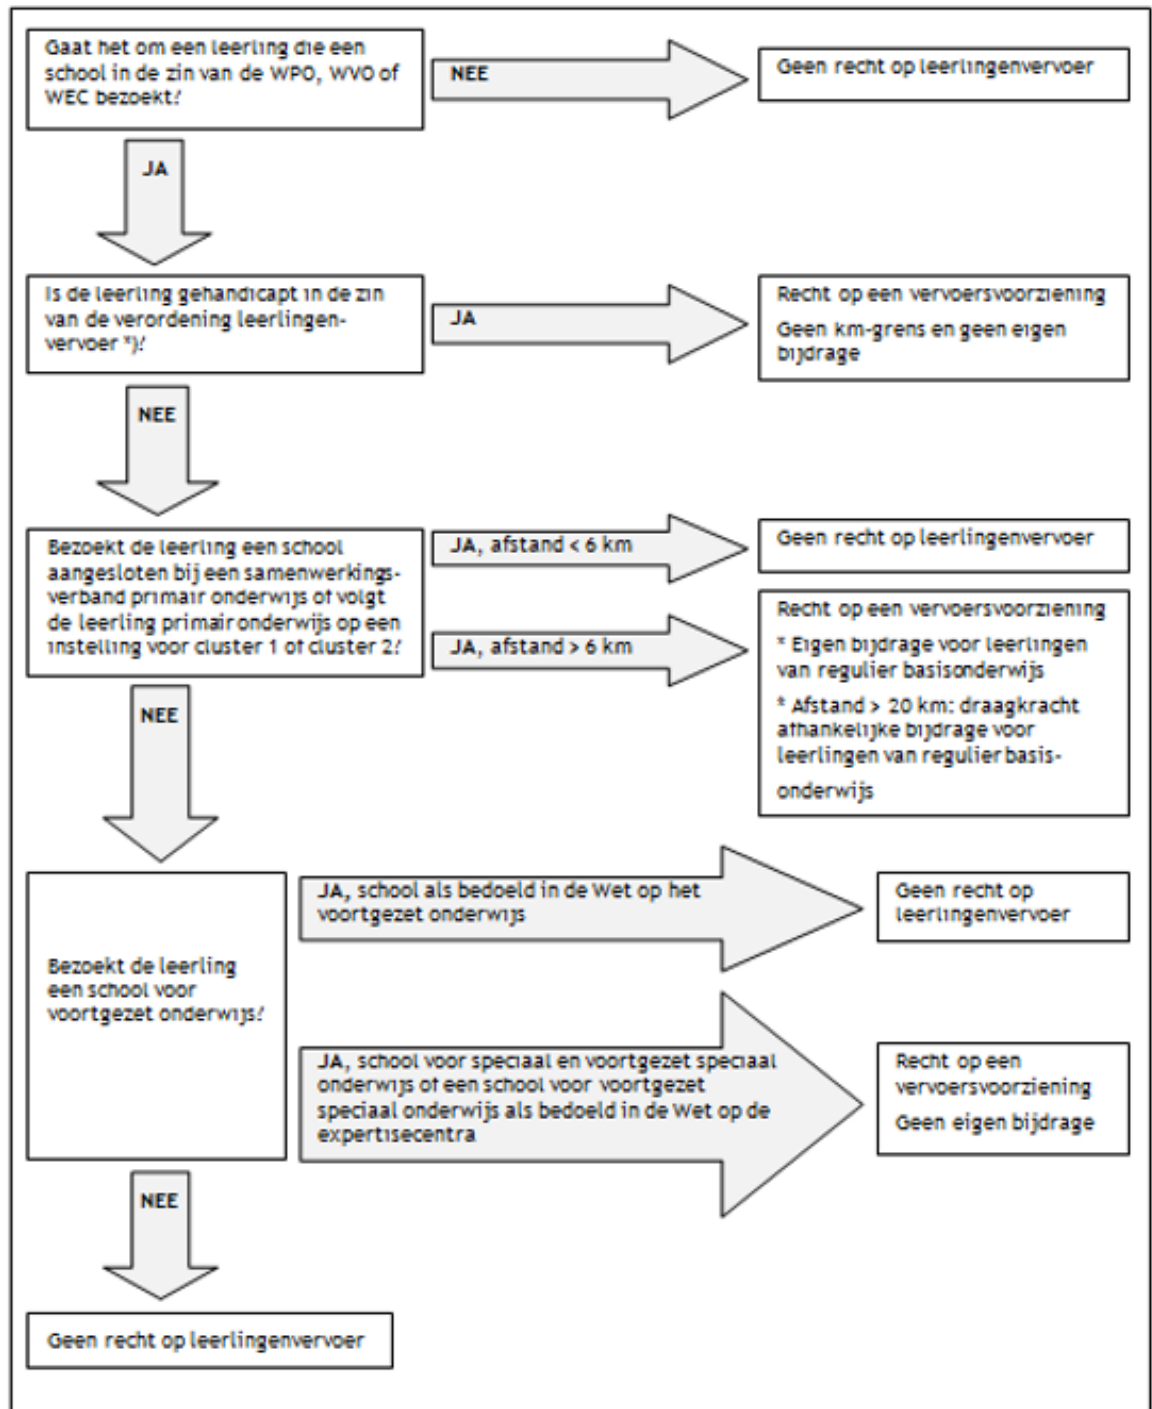 Gaat het om een leerling die een
school in de zin van de WPO, WVO of
WEC bezoekt?
NEE
Geen recht op leerlingenvervoer
JA
Is de leerling gehandicapt in de zin
van de verordening leerlingen-
vervoer *)?
JA
Recht op een vervoersvoorziening
Geen km-grens en geen eigen
bijdrage
NEE
Bezoekt de leerling een school
aangesloten bij een samenwerkings-
verband primair onderwijs of volgt
de leerling primair onderwijs op een
instelling voor cluster 1 of cluster 2?
JA, afstand < 6 km
Geen recht op leerlingenvervoer
JA, afstand > 6 km
Recht op een vervoersvoorziening
* Eigen bijdrage voor leerlingen
van regulier basisonderwijs
* Afstand > 20 km: draagkracht
afhankelijke bijdrage voor
leerlingen van regulier basis-
onderwijs
NEE
Bezoekt de leerling
een school voor
voortgezet onderwijs?
JA, school als bedoeld in de Wet op het
voortgezet onderwijs
Geen recht op
leerlingenvervoer
JA, school voor speciaal en voortgezet speciaal
onderwijs of een school voor voortgezet
speciaal onderwijs als bedoeld in de Wet op de
expertisecentra
Recht op een
vervoersvoorziening
Geen eigen bijdrage
NEE
Geen recht op leerlingenvervoer